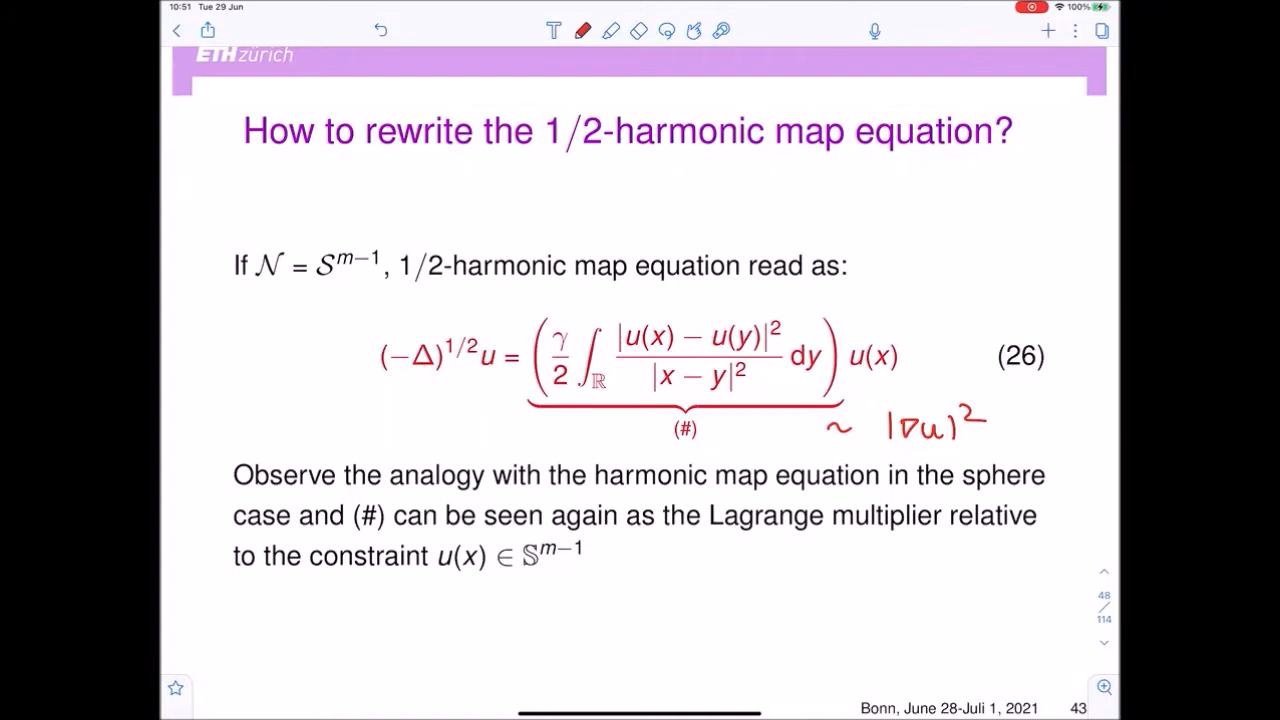 10:51 Tue 29 Jun
100%
ETH zürich
How to rewrite the 1/2-harmonic map equation?
If 𝒩 = 𝒮^{m−1}, 1/2-harmonic map equation read as:
(−Δ)^{1/2}u = (γ/2 ∫_ℝ |u(x) − u(y)|²/|x − y|² dy) u(x) (26)
(#) ~ |∇u|²
Observe the analogy with the harmonic map equation in the sphere
case and (#) can be seen again as the Lagrange multiplier relative
to the constraint u(x) ∈ 𝕊^{m−1}
48
/
114
Bonn, June 28-Juli 1, 2021 43